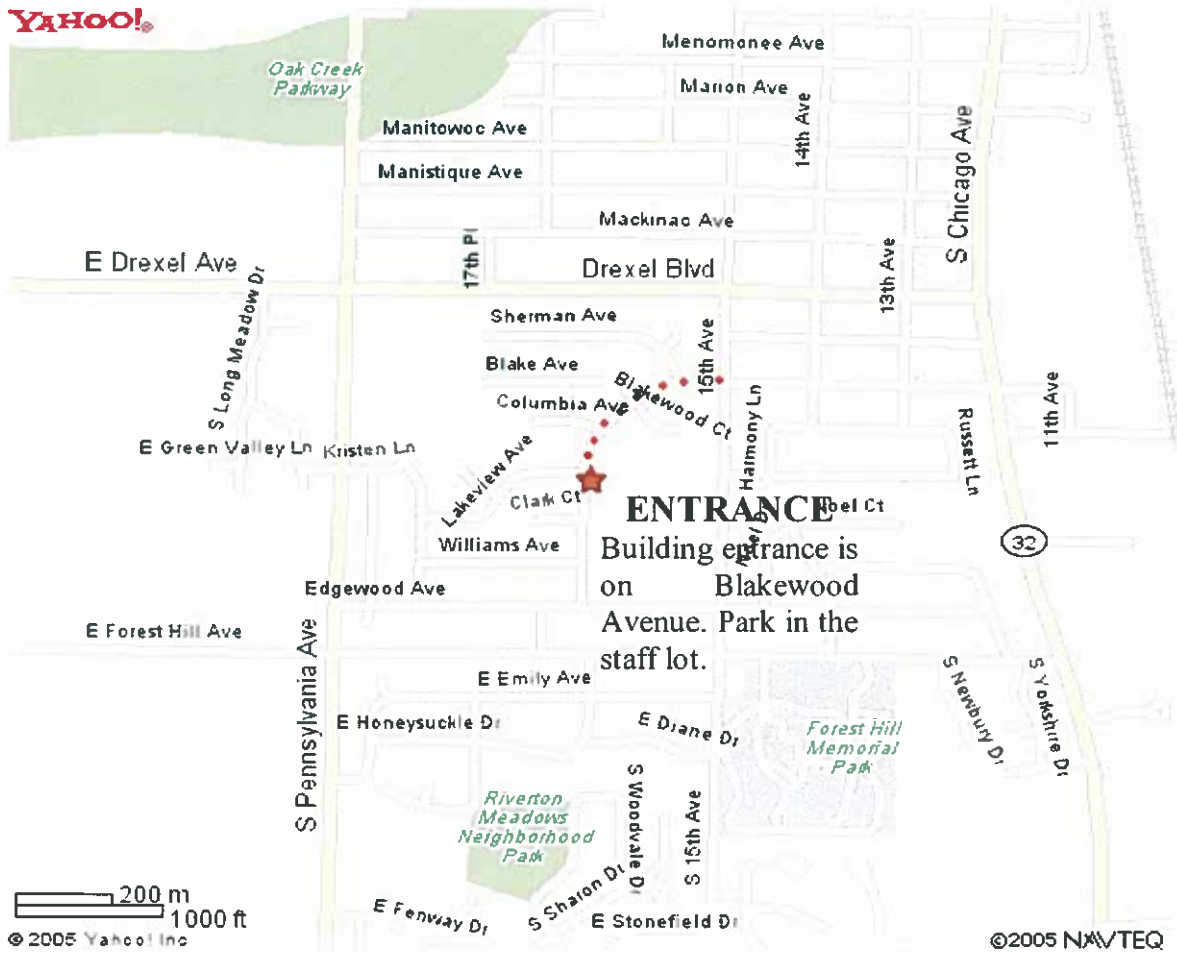 YAHOO!®
Menomonee Ave
Oak Creek
Parkway
Marion Ave
Manitowoc Ave
14th Ave
S Chicago Ave
Manistique Ave
Mackinac Ave
17th Pl
E Drexel Ave
Drexel Blvd
13th Ave
S Long Meadow Dr
Sherman Ave
15th Ave
Blake Ave
Blakewood Ct
Columbia Ave
Harmony Ln
11th Ave
Russett Ln
E Green Valley Ln
Kristen Ln
Lakeview Ave
Clark Ct
ENTRANCE
Building entrance is
on Blakewood
Avenue. Park in the
staff lot.
32
Williams Ave
Edgewood Ave
E Forest Hill Ave
S Pennsylvania Ave
E Emily Ave
S Newbury Dr
S Yorkshire Dr
E Honeysuckle Dr
E Diane Dr
Forest Hill
Memorial
Park
Riverton
Meadows
Neighborhood
Park
S Woodvale Dr
S 15th Ave
S Sharon Dr
E Fenway Dr
E Stonefield Dr
200 m
1000 ft
© 2005 Yahoo! Inc
©2005 NAVTEQ